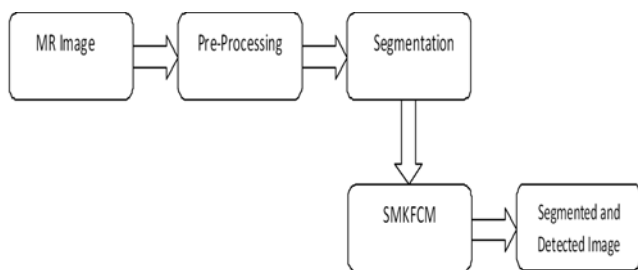 MR Image
Pre-Processing
Segmentation
SMKFCM
Segmented and
Detected Image